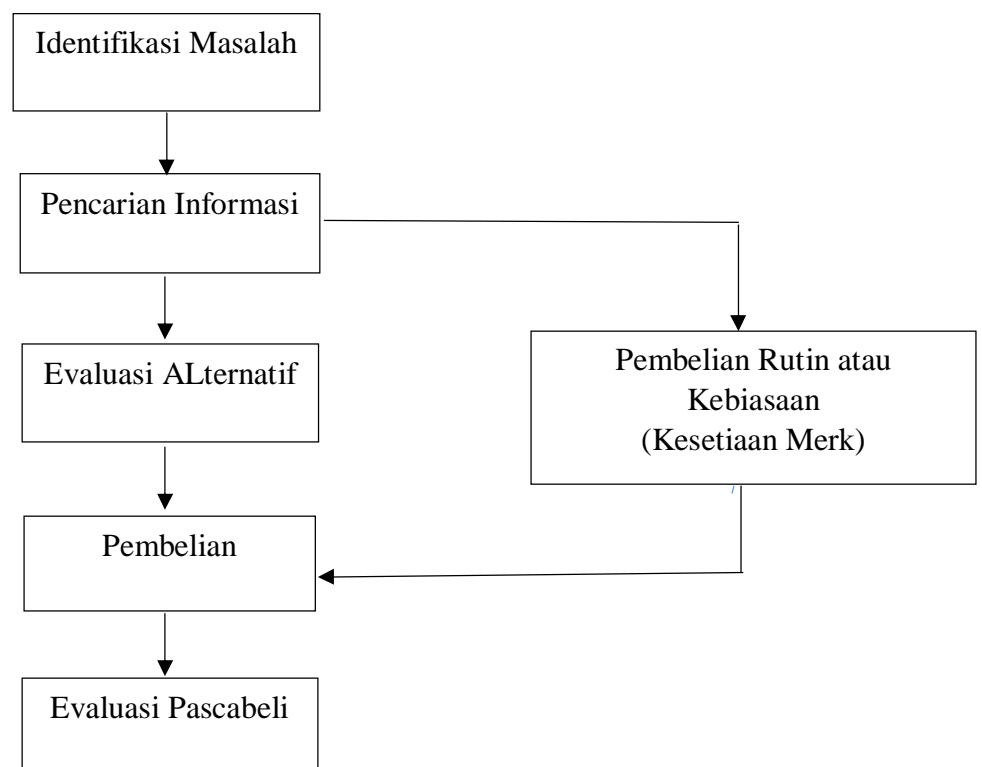 Identifikasi Masalah
Pencarian Informasi
Evaluasi ALternatif
Pembelian Rutin atau
Kebiasaan
(Kesetiaan Merk)
Pembelian
Evaluasi Pascabeli